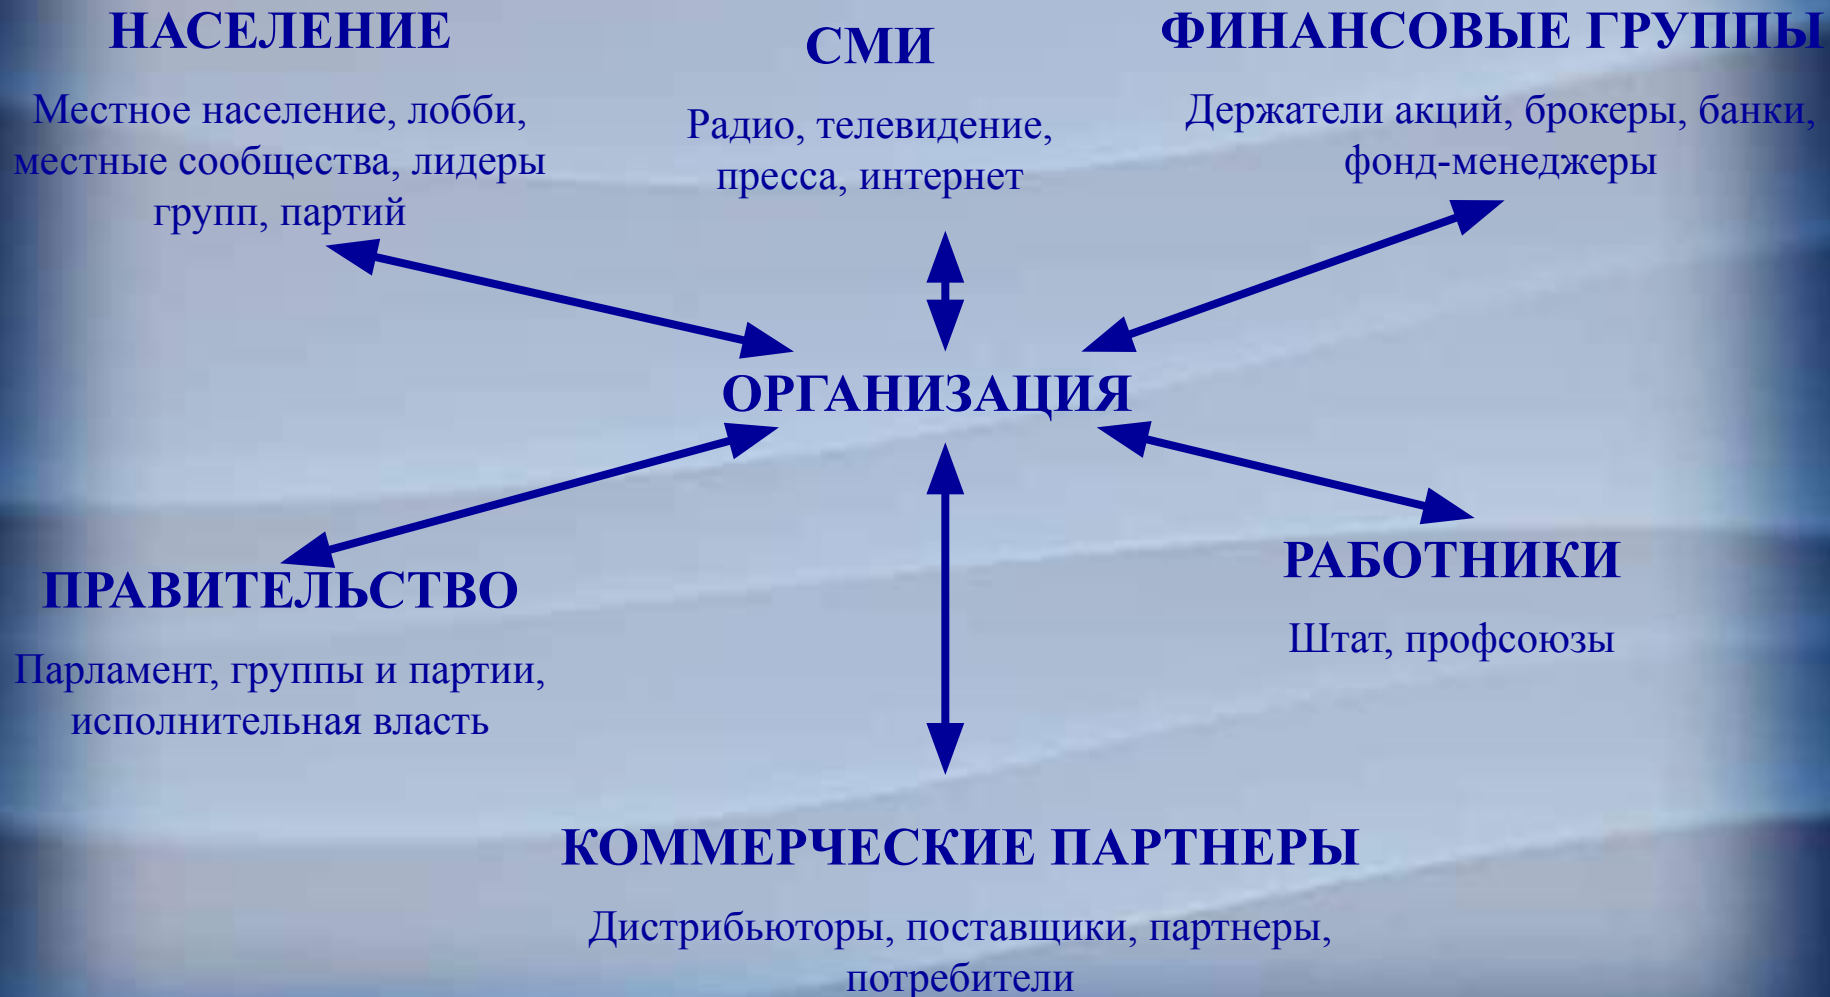 НАСЕЛЕНИЕ
Местное население, лобби,
местные сообщества, лидеры
групп, партий
СМИ
Радио, телевидение,
пресса, интернет
ФИНАНСОВЫЕ ГРУППЫ
Держатели акций, брокеры, банки,
фонд-менеджеры
ОРГАНИЗАЦИЯ
ПРАВИТЕЛЬСТВО
Парламент, группы и партии,
исполнительная власть
РАБОТНИКИ
Штат, профсоюзы
КОММЕРЧЕСКИЕ ПАРТНЕРЫ
Дистрибьюторы, поставщики, партнеры,
потребители